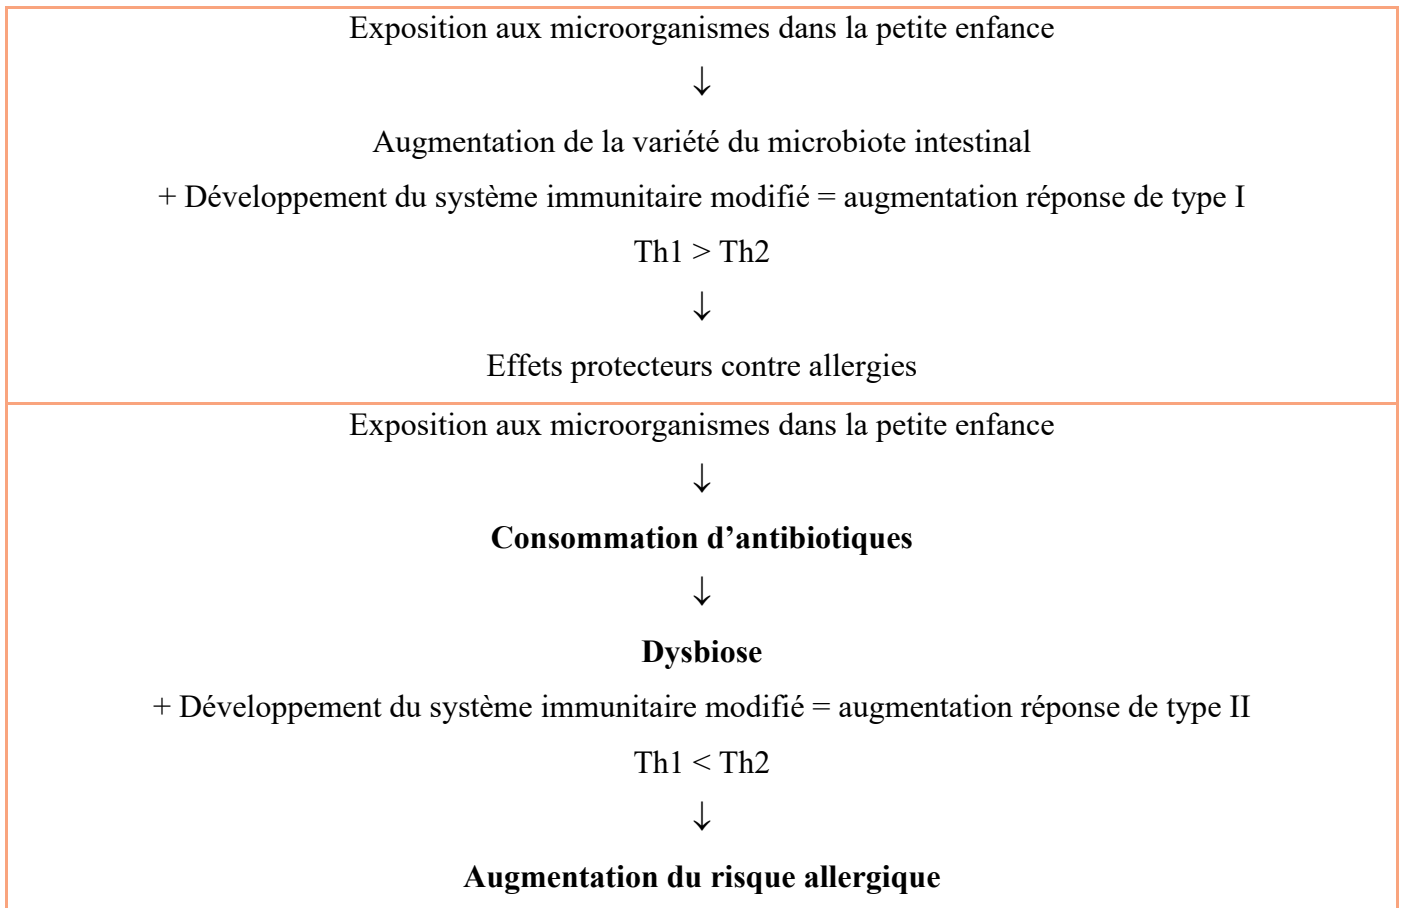 Exposition aux microorganismes dans la petite enfance
↓
Augmentation de la variété du microbiote intestinal
+ Développement du système immunitaire modifié = augmentation réponse de type I
Th1 > Th2
↓
Effets protecteurs contre allergies
Exposition aux microorganismes dans la petite enfance
↓
Consommation d’antibiotiques
↓
Dysbiose
+ Développement du système immunitaire modifié = augmentation réponse de type II
Th1 < Th2
↓
Augmentation du risque allergique